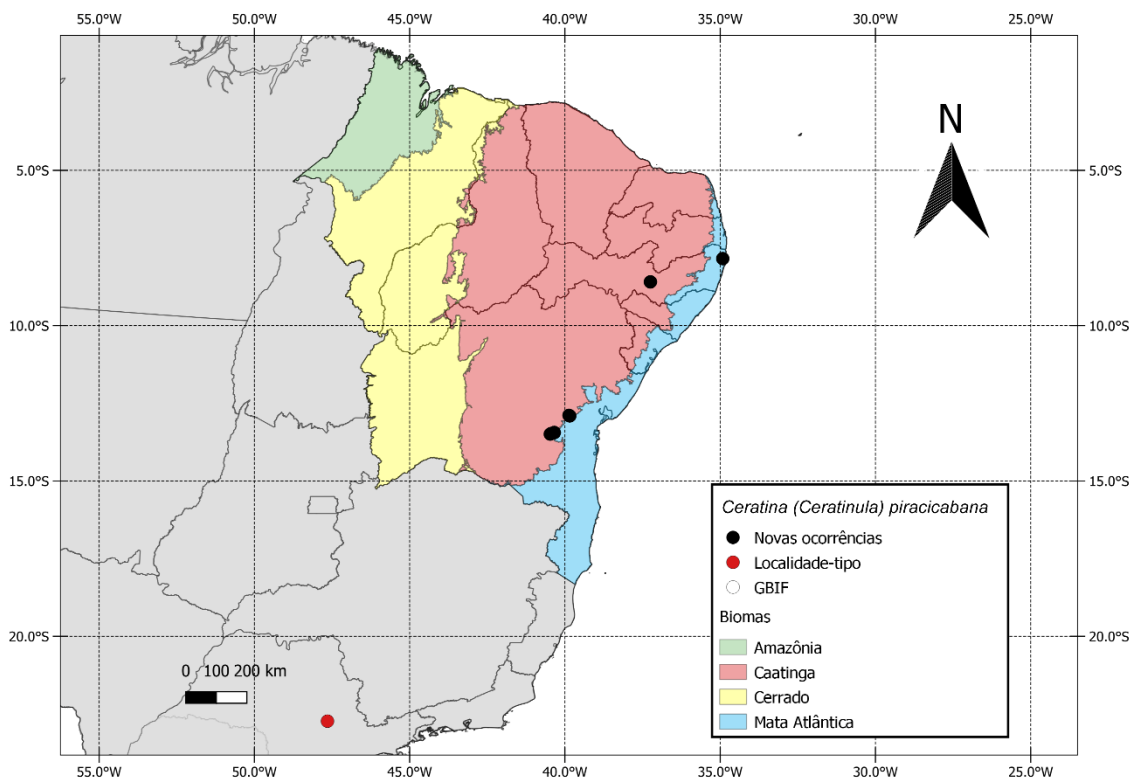 55.0°W 50.0°W 45.0°W 40.0°W 35.0°W 30.0°W 25.0°W
N
5.0°S 5.0°S
10.0°S 10.0°S
15.0°S 15.0°S
Ceratina (Ceratinula) piracicabana
Novas ocorrências
Localidade-tipo
GBIF
Biomas
20.0°S 20.0°S
Amazônia
0 100 200 km
Caatinga
Cerrado
Mata Atlântica
55.0°W 50.0°W 45.0°W 40.0°W 35.0°W 30.0°W 25.0°W